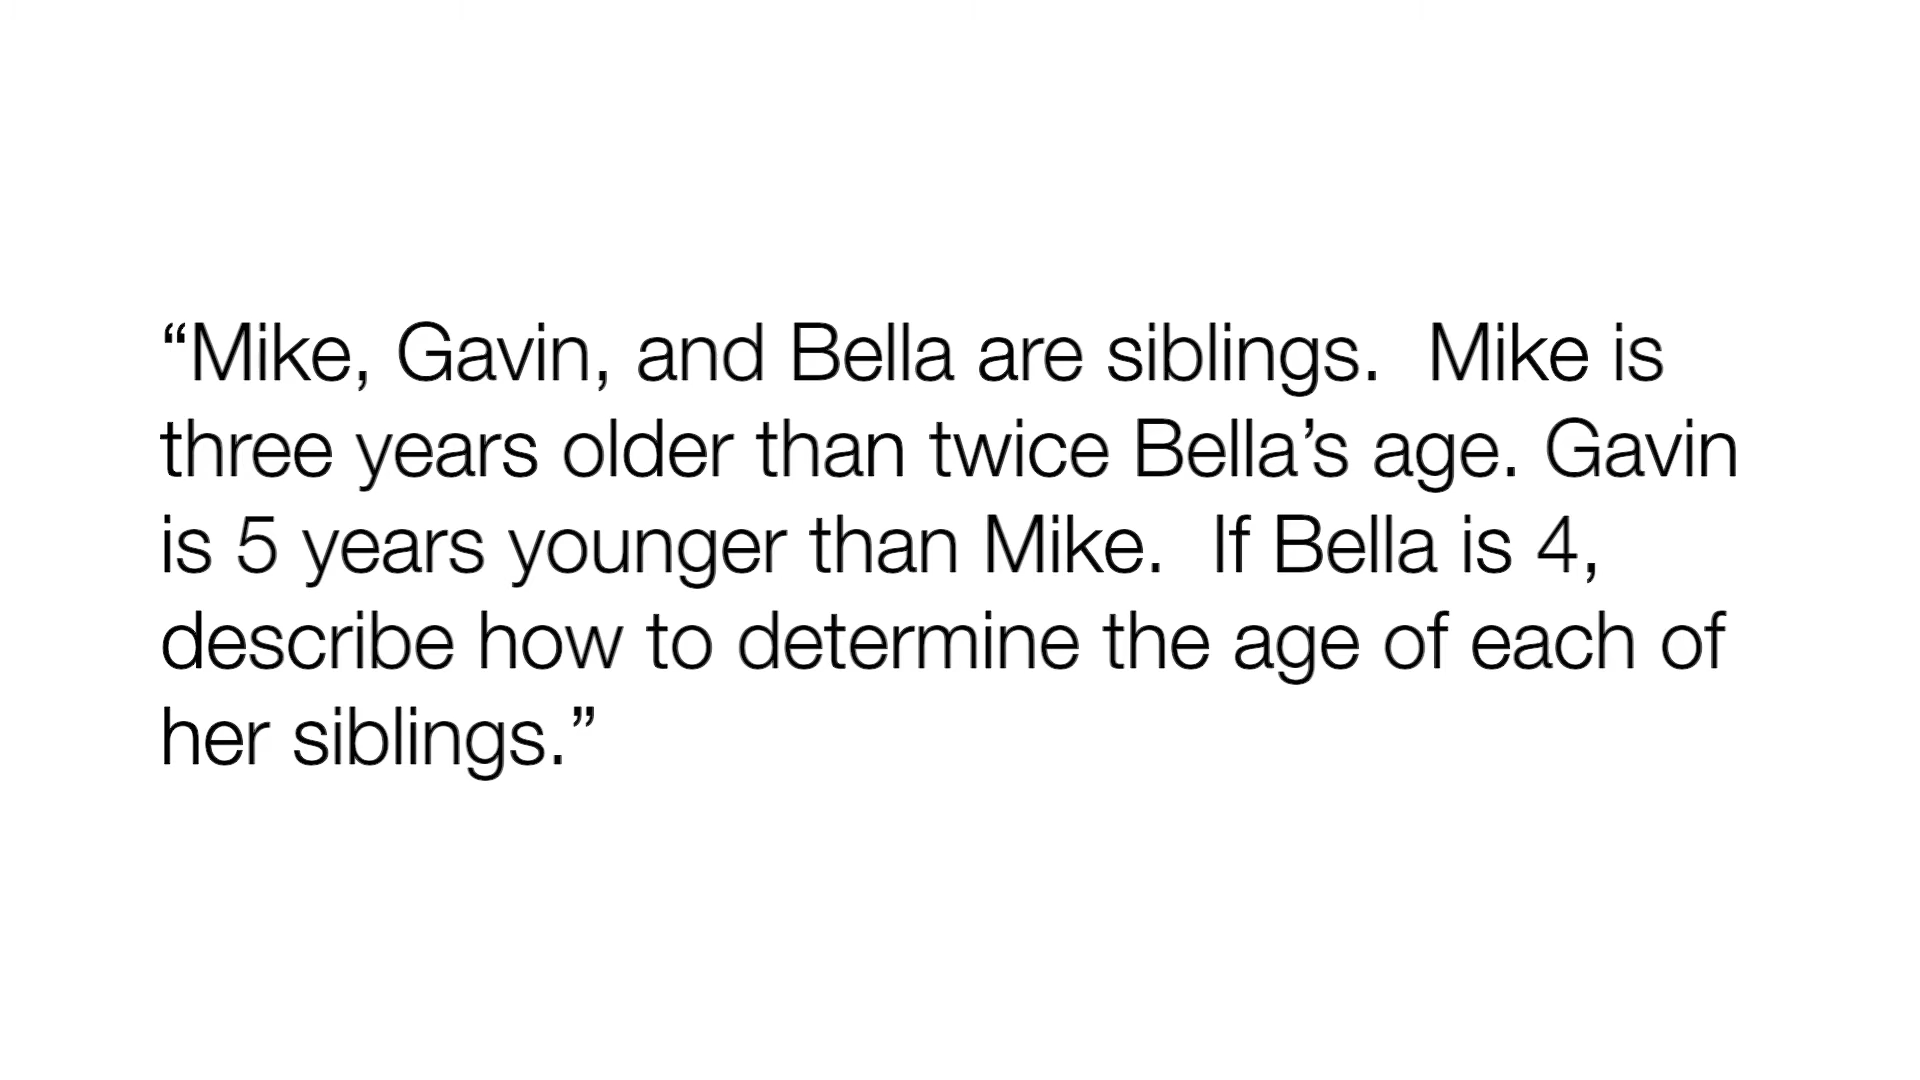 “Mike, Gavin, and Bella are siblings.  Mike is
three years older than twice Bella’s age. Gavin
is 5 years younger than Mike.  If Bella is 4,
describe how to determine the age of each of
her siblings.”